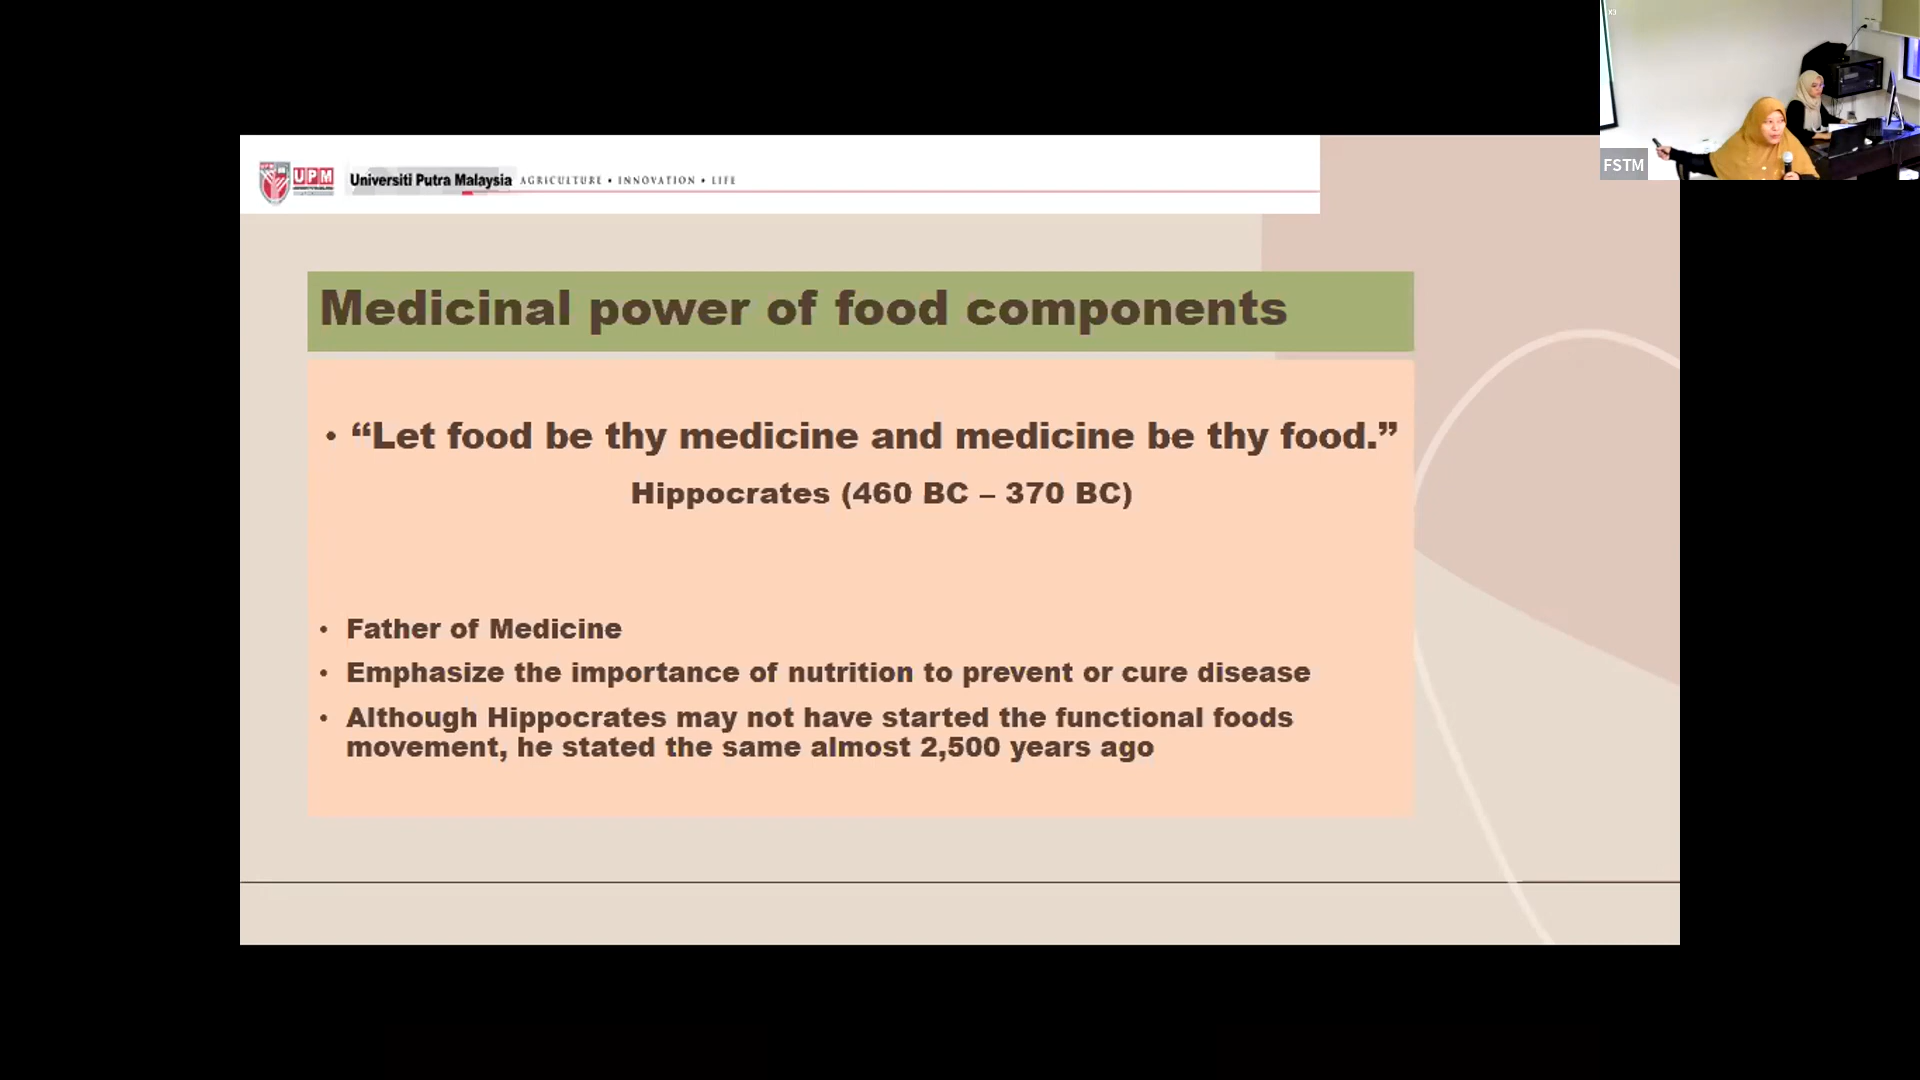 UPM
Universiti Putra Malaysia AGRICULTURE • INNOVATION • LIFE
FSTM
Medicinal power of food components
• “Let food be thy medicine and medicine be thy food.”
Hippocrates (460 BC – 370 BC)
• Father of Medicine
• Emphasize the importance of nutrition to prevent or cure disease
• Although Hippocrates may not have started the functional foods
movement, he stated the same almost 2,500 years ago